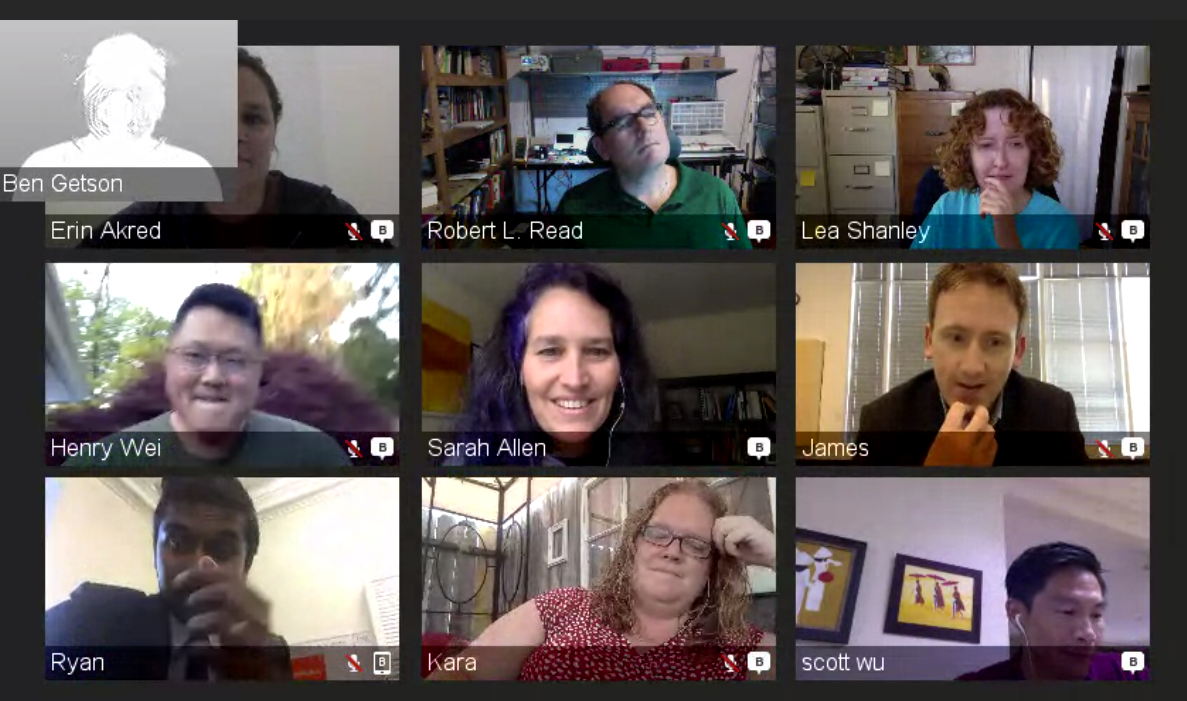 Ben Getson
Erin Akred
B
Robert L. Read
B
Lea Shanley
B
Henry Wei
B
Sarah Allen
B
James
B
Ryan
B
Kara
B
scott wu
B